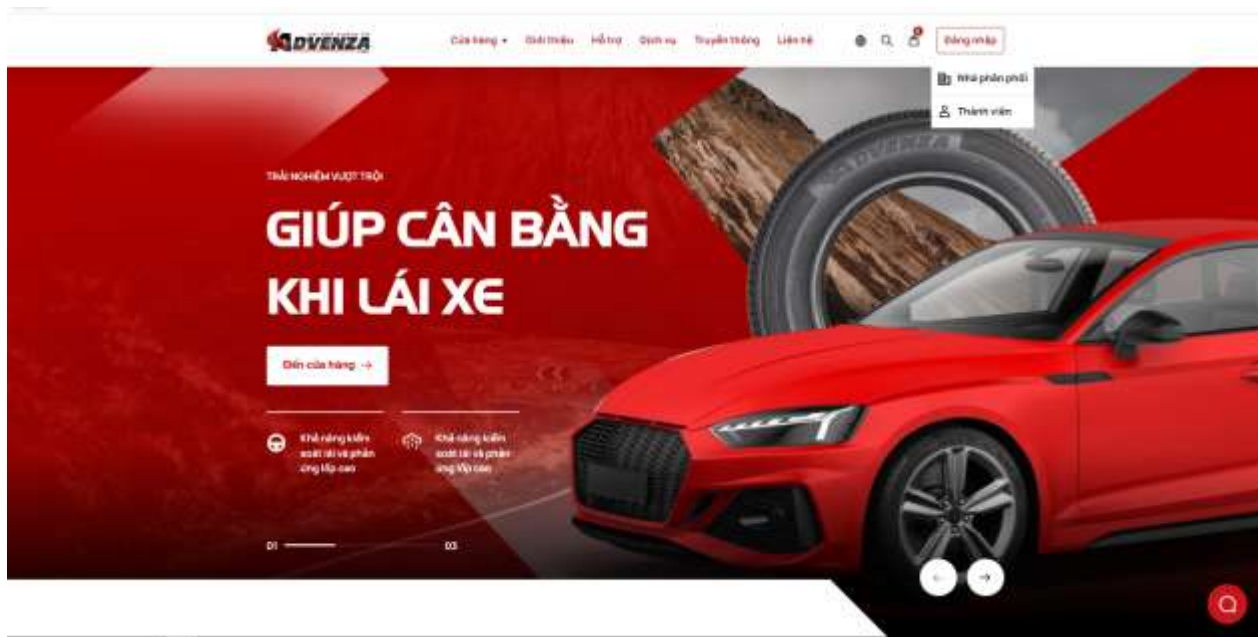 ADVENZA
Cửa hàng Giới thiệu Hỗ trợ Dịch vụ Truyền thông Liên hệ Đăng nhập
Nhà phân phối
Thành viên
ADVENZA
TRẢI NGHIỆM VƯỢT TRỘI
GIÚP CÂN BẰNG
KHI LÁI XE
Đến cửa hàng →
Khả năng kiểm
soát lái và phản
ứng lốp cao
Khả năng kiểm
soát lái và phản
ứng lốp cao
01 03